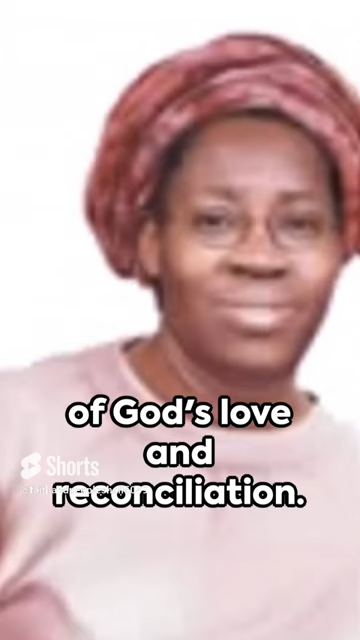 of God's love
and
Shorts
reconciliation.